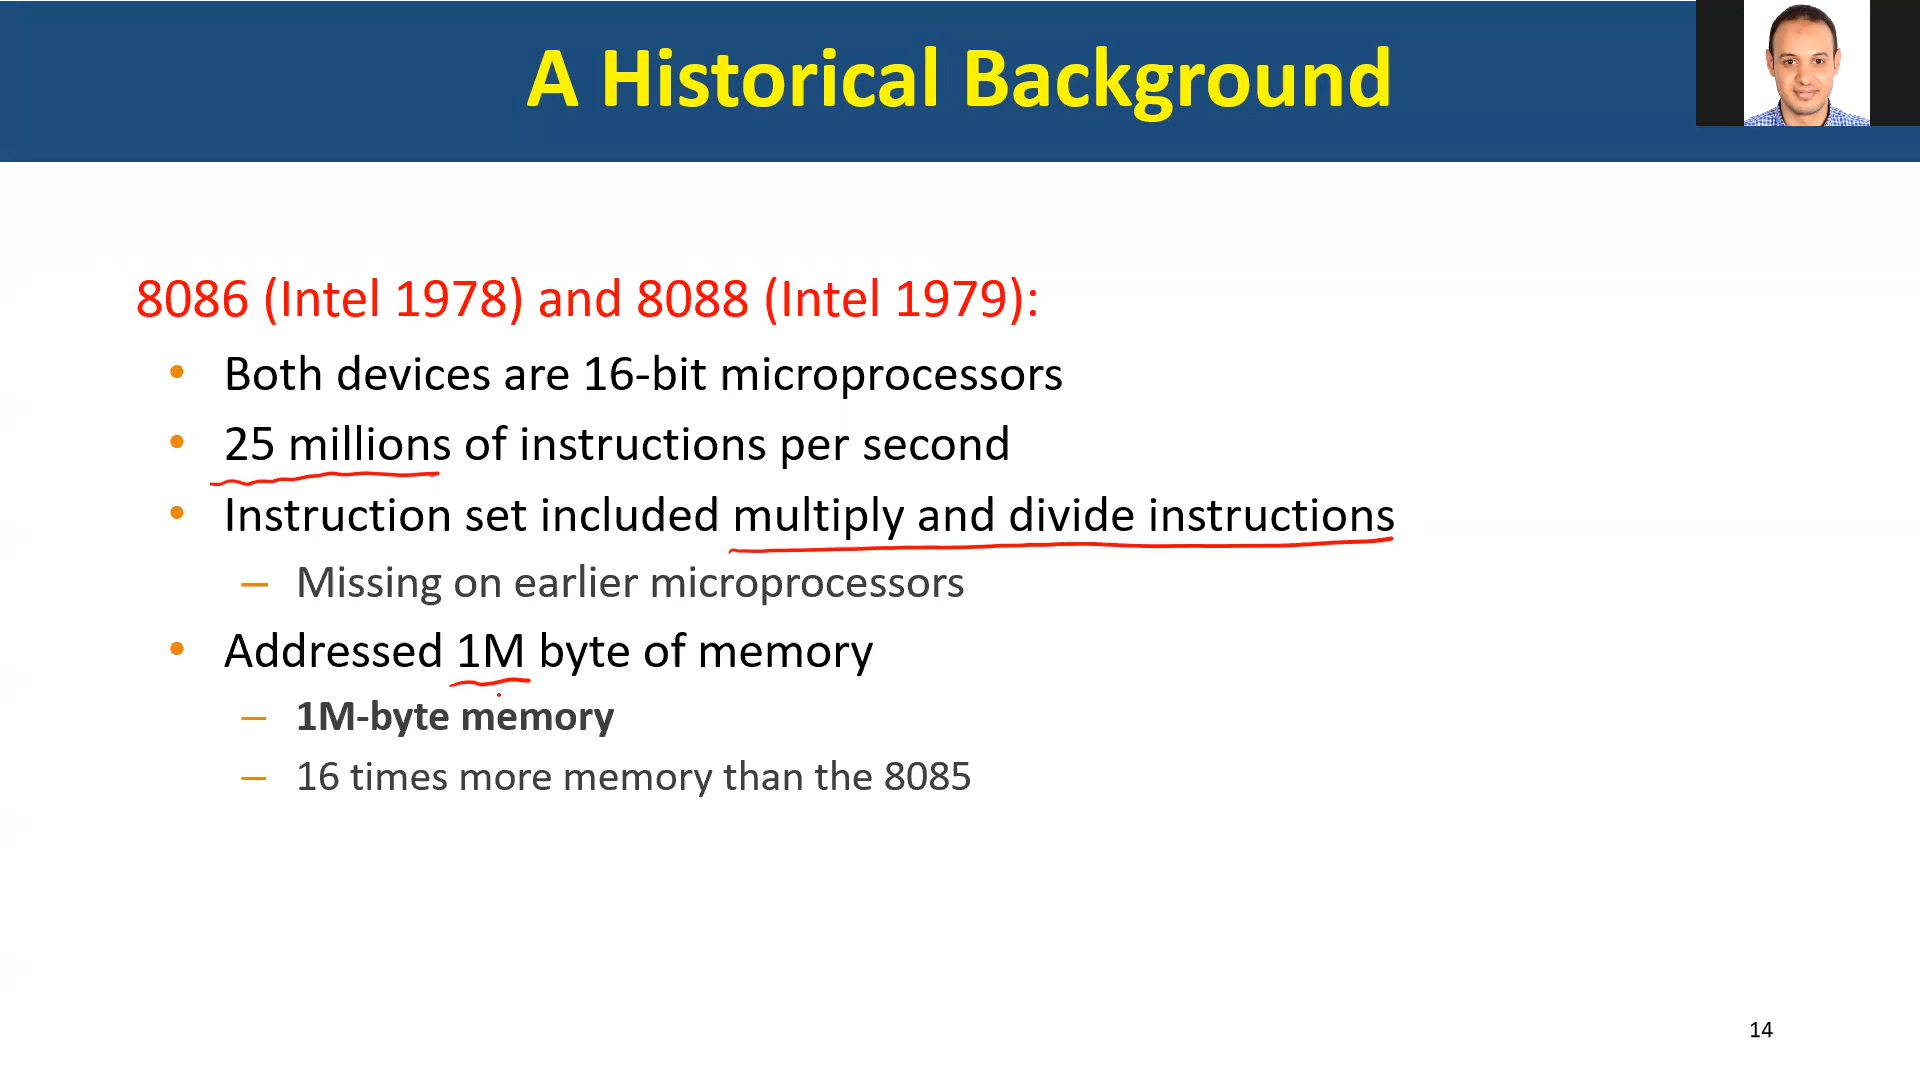 A Historical Background
8086 (Intel 1978) and 8088 (Intel 1979):
• Both devices are 16-bit microprocessors
• 25 millions of instructions per second
• Instruction set included multiply and divide instructions
– Missing on earlier microprocessors
• Addressed 1M byte of memory
– 1M-byte memory
– 16 times more memory than the 8085
14